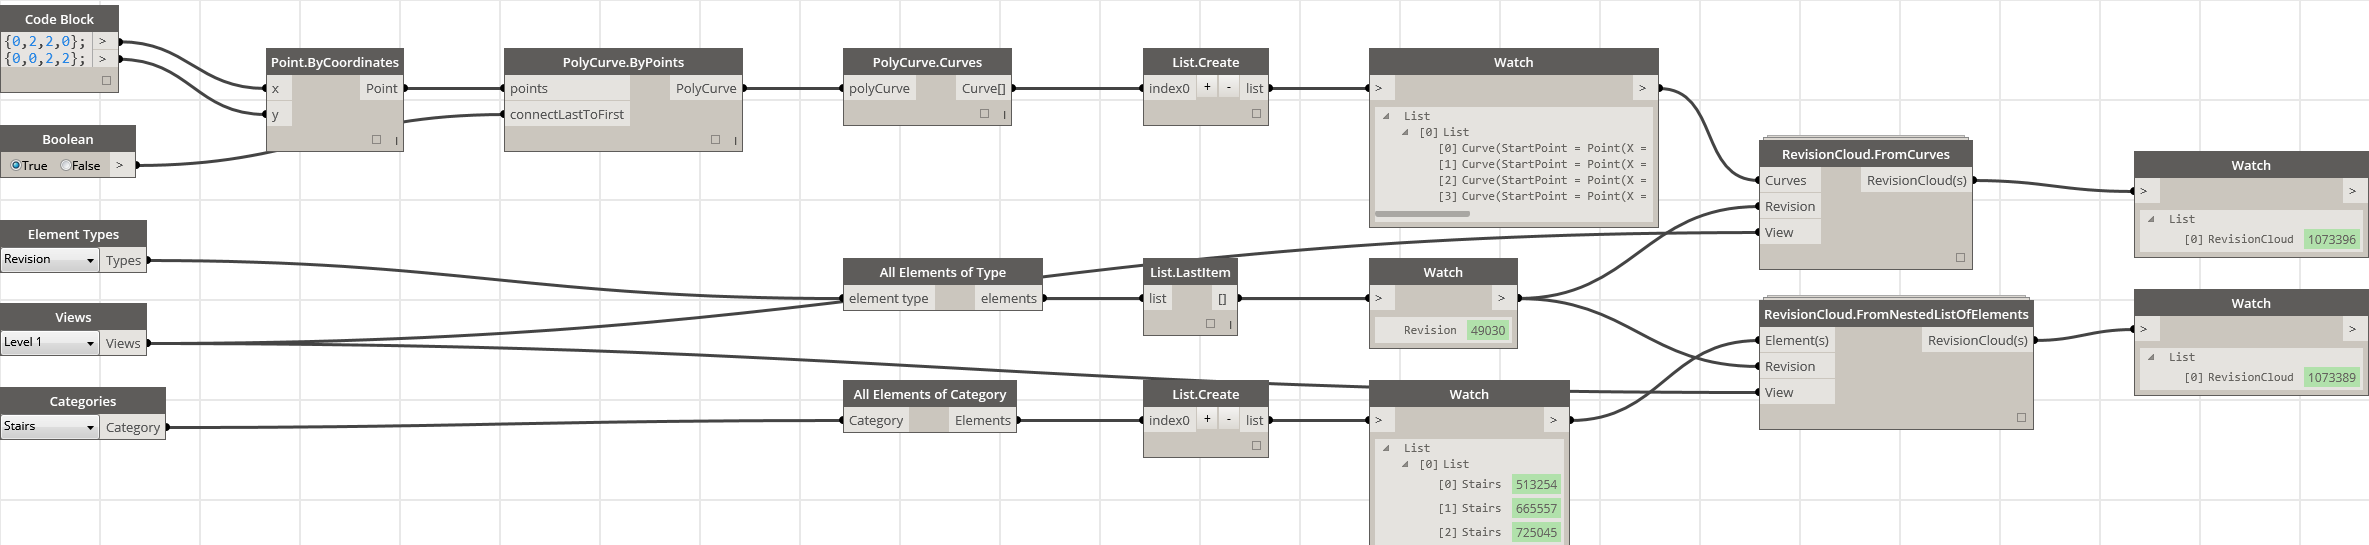 Code Block
{0,2,2,0}; >
{0,0,2,2}; >
Boolean
True False >
Element Types
Revision Types
Views
Level 1 Views
Categories
Stairs Category
Point.ByCoordinates
x Point
y
PolyCurve.ByPoints
points PolyCurve
connectLastToFirst
PolyCurve.Curves
polyCurve Curve[]
List.Create
index0 + - list
Watch
> >
List
[0] List
[0] Curve(StartPoint = Point(X =
[1] Curve(StartPoint = Point(X =
[2] Curve(StartPoint = Point(X =
[3] Curve(StartPoint = Point(X =
All Elements of Type
element type elements
List.LastItem
list []
Watch
> >
Revision 49030
All Elements of Category
Category Elements
List.Create
index0 + - list
Watch
> >
List
[0] List
[0] Stairs 513254
[1] Stairs 665557
[2] Stairs 725045
RevisionCloud.FromCurves
Curves RevisionCloud(s)
Revision
View
Watch
> >
List
[0] RevisionCloud 1073396
RevisionCloud.FromNestedListOfElements
Element(s) RevisionCloud(s)
Revision
View
Watch
> >
List
[0] RevisionCloud 1073389